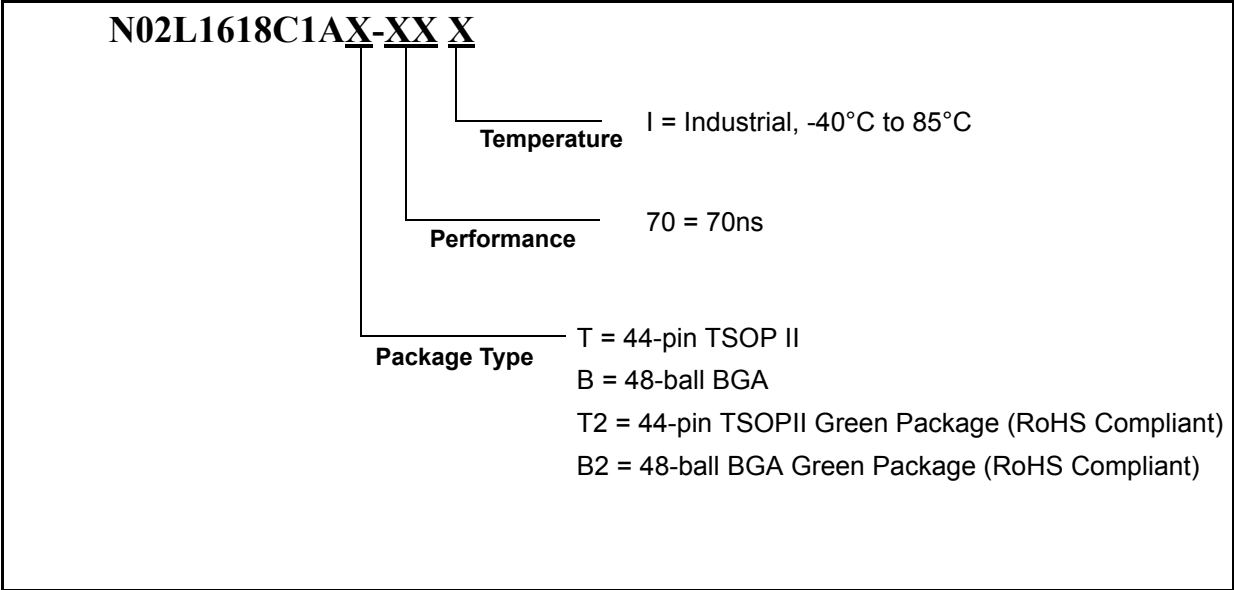 N02L1618C1AX-XX X
Temperature
I = Industrial, -40°C to 85°C
Performance
70 = 70ns
Package Type
T = 44-pin TSOP II
B = 48-ball BGA
T2 = 44-pin TSOPII Green Package (RoHS Compliant)
B2 = 48-ball BGA Green Package (RoHS Compliant)